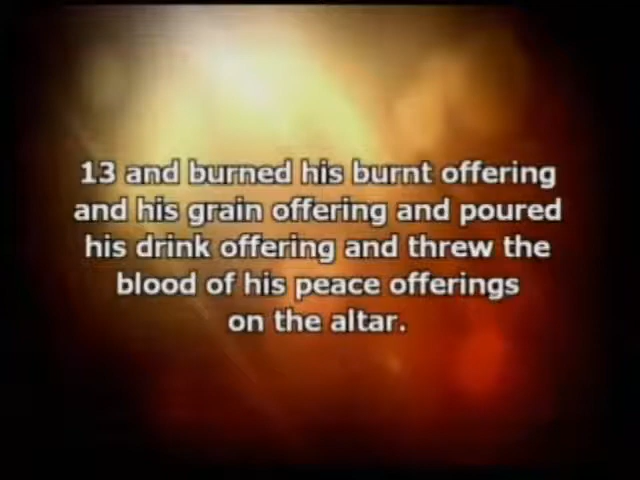 13 and burned his burnt offering
and his grain offering and poured
his drink offering and threw the
blood of his peace offerings
on the altar.